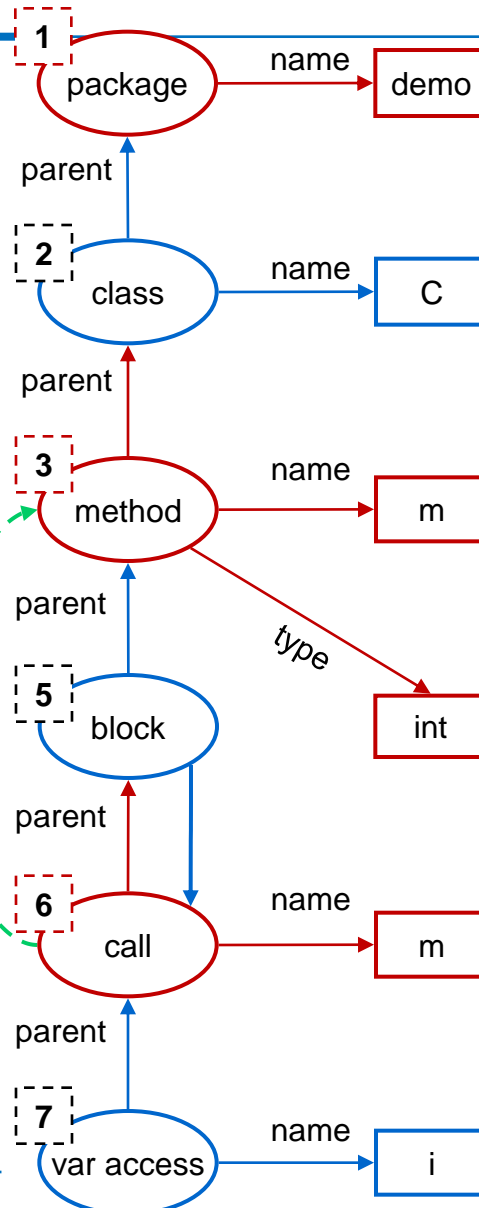 1
name
package
demo
parent
2
name
class
C
parent
3
name
method
m
parent
type
5
block
int
parent
6
name
call
m
parent
7
name
var access
i